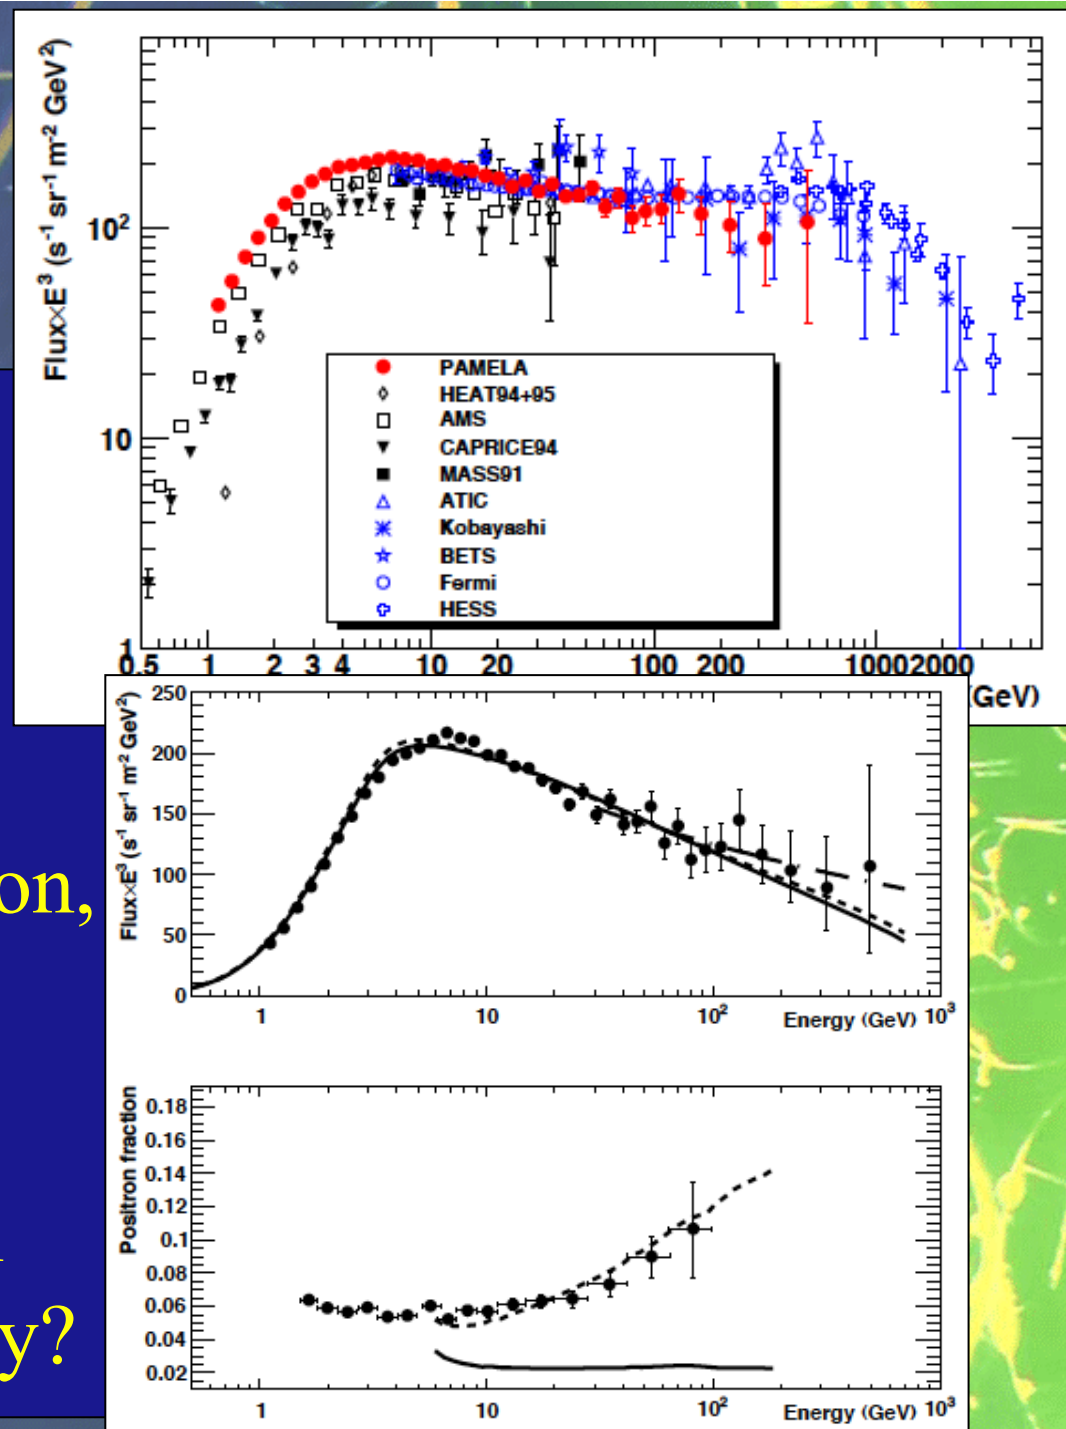 Flux×E³ (s⁻¹ sr⁻¹ m⁻² GeV²)
10²
10
1
PAMELA
HEAT94+95
AMS
CAPRICE94
MASS91
ATIC
Kobayashi
BETS
Fermi
HESS
0.5 1 2 3 4 10 20 100 200 1000 2000
(GeV)
Flux×E³ (s⁻¹ sr⁻¹ m⁻² GeV²)
250
200
150
100
50
0
1 10 10² 10³
Energy (GeV)
on,
Positron fraction
0.18
0.16
0.14
0.12
0.1
0.08
0.06
0.04
0.02
1 10 10² 10³
Energy (GeV)
y?